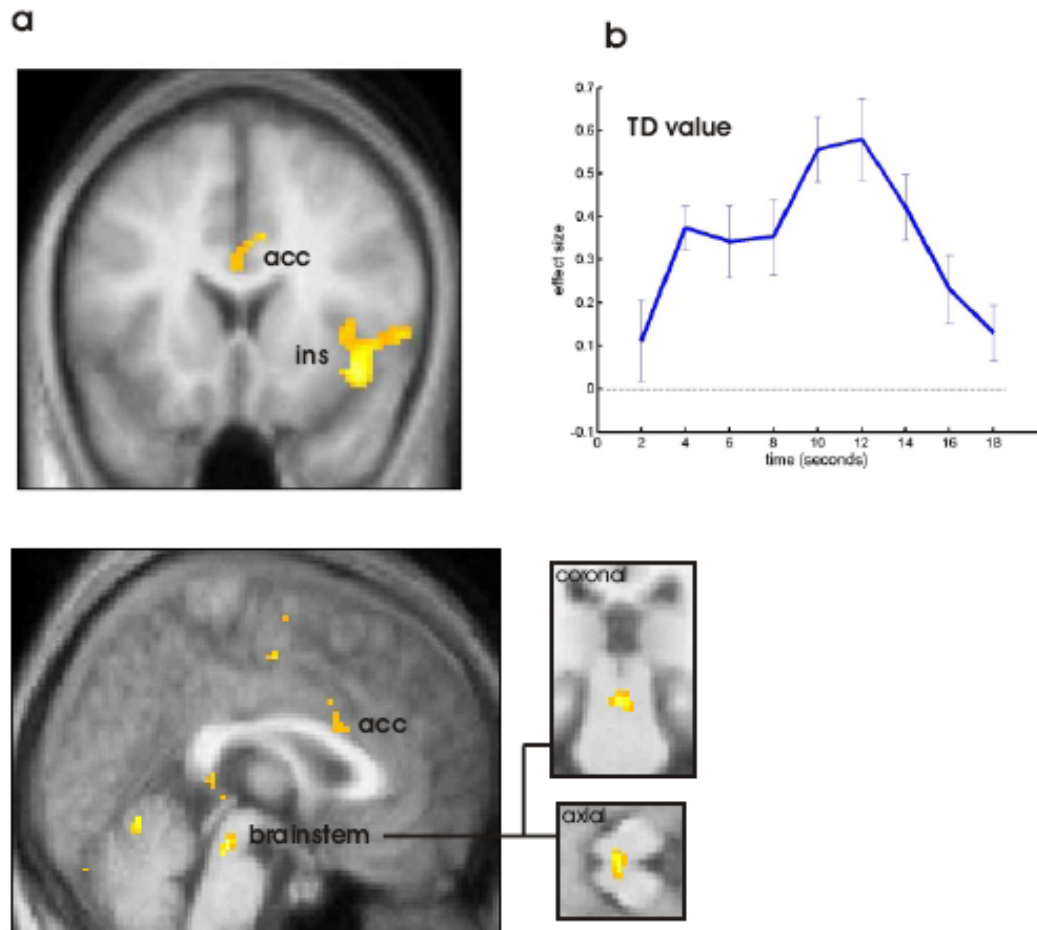 a
acc
ins
b
TD value
effect size
0.7
0.6
0.5
0.4
0.3
0.2
0.1
0
-0.1
0 2 4 6 8 10 12 14 16 18
time (seconds)
acc
brainstem
coronal
axial